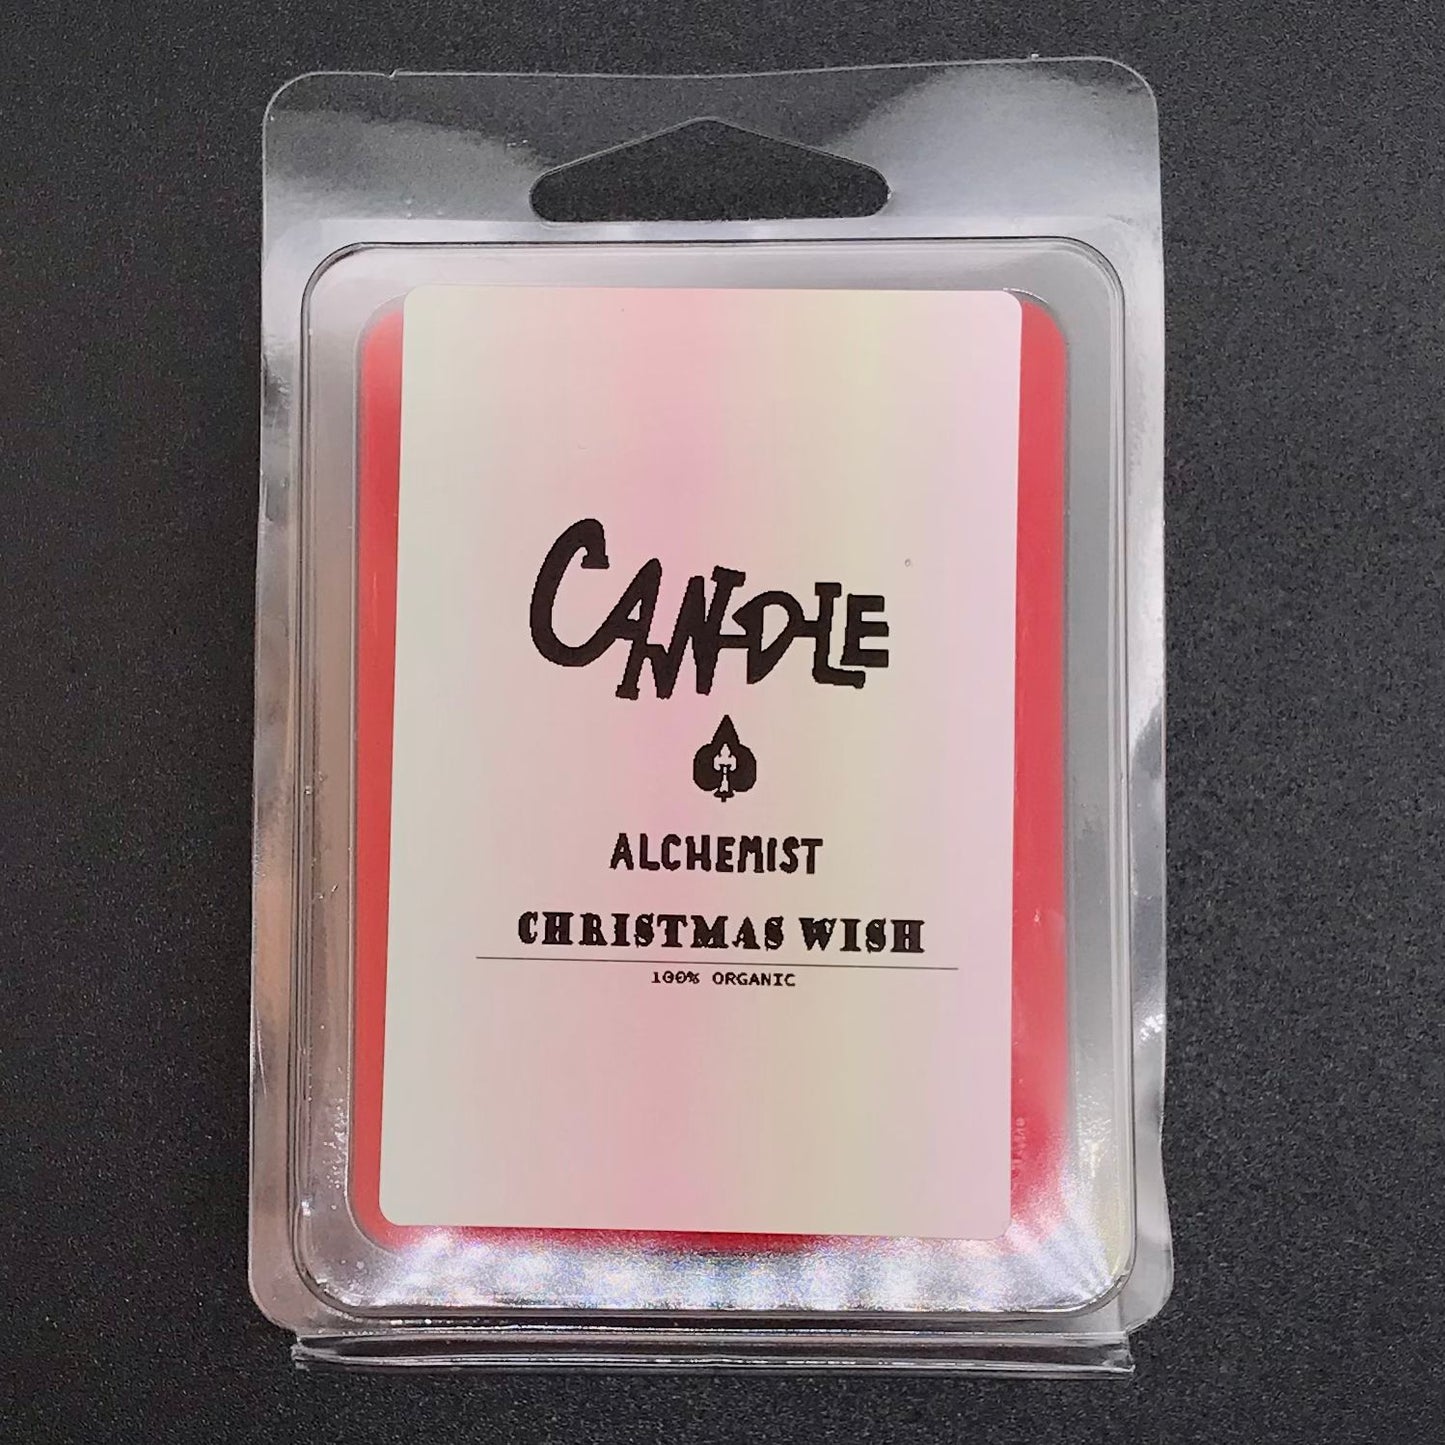 CANDLE
ALCHEMIST
CHRISTMAS WISH
100% ORGANIC